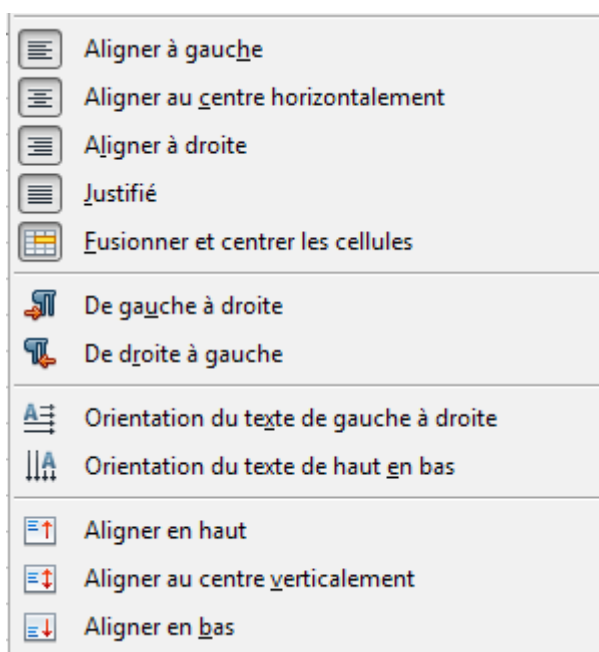 Aligner à gauche
Aligner au centre horizontalement
Aligner à droite
Justifié
Fusionner et centrer les cellules
De gauche à droite
De droite à gauche
Orientation du texte de gauche à droite
Orientation du texte de haut en bas
Aligner en haut
Aligner au centre verticalement
Aligner en bas